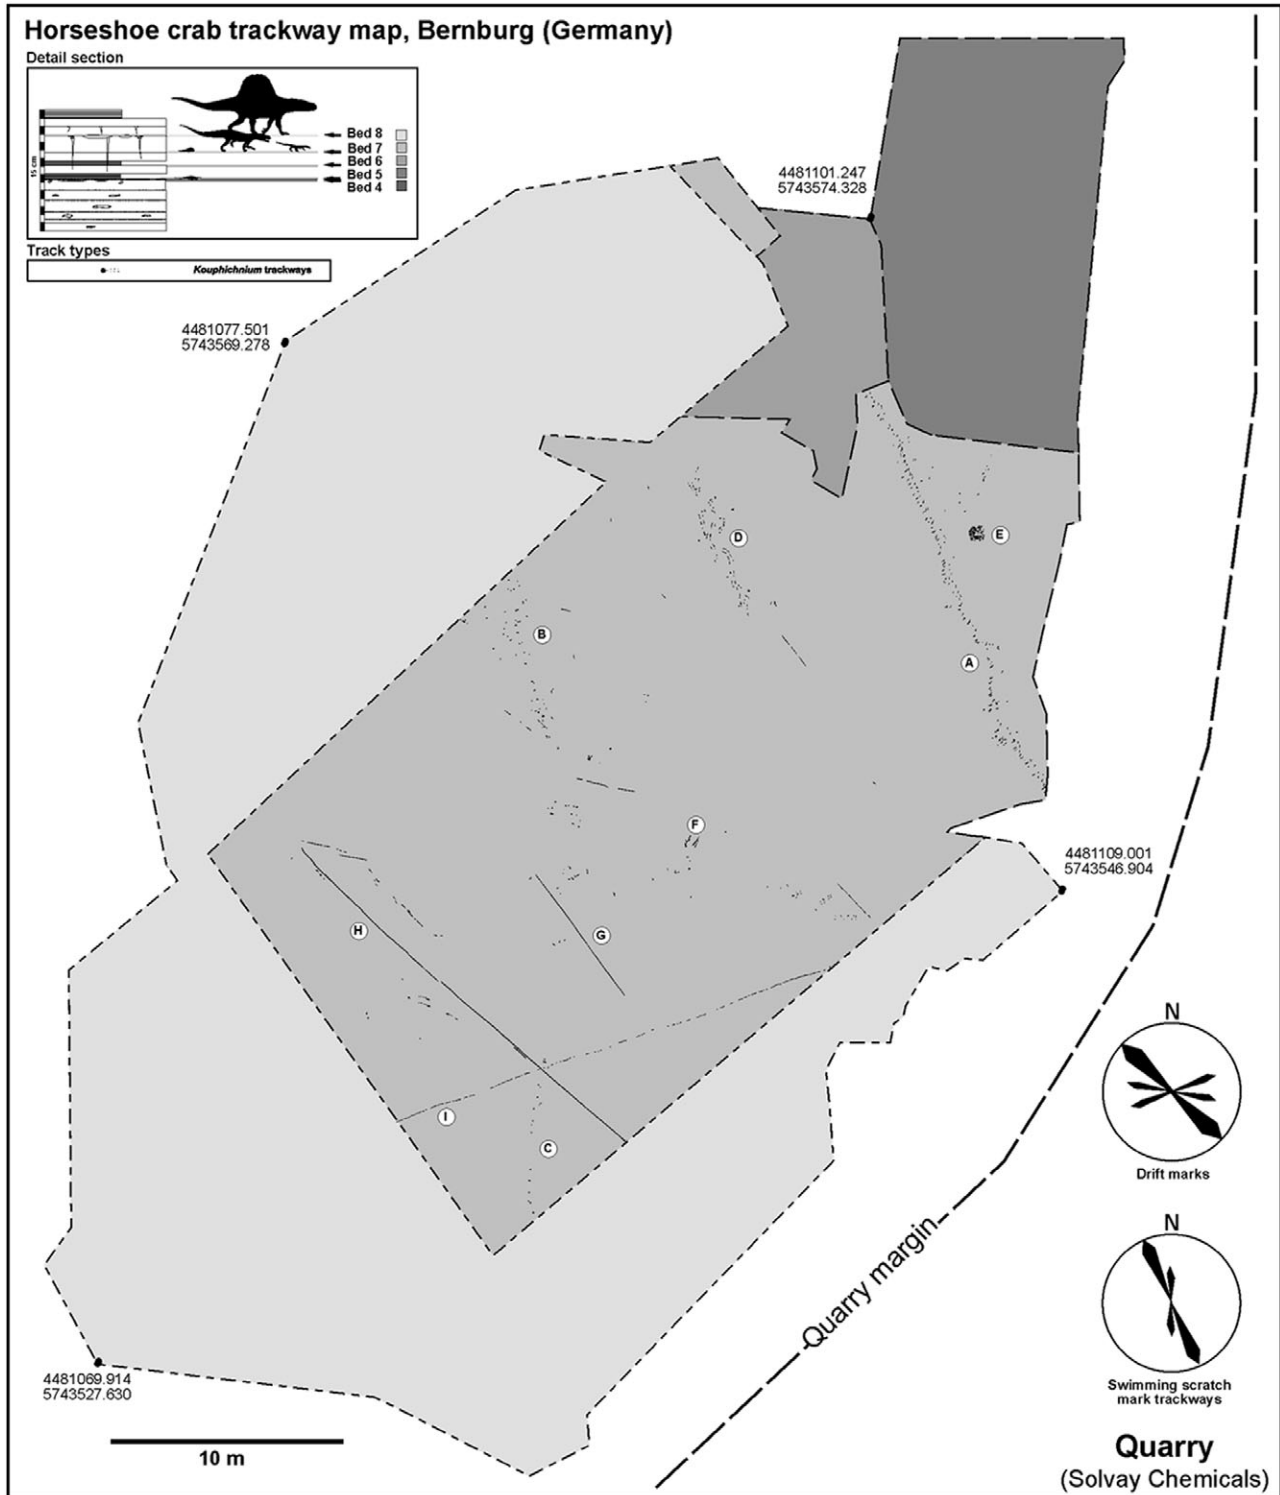 Horseshoe crab trackway map, Bernburg (Germany)
Detail section
15 cm
Bed 8
Bed 7
Bed 6
Bed 5
Bed 4
Track types
Kouphichnium trackways
4481101.247
5743574.328
4481077.501
5743569.278
D
E
B
A
F
4481109.001
5743546.904
H
G
I
C
N
Drift marks
N
Swimming scratch
mark trackways
Quarry margin
4481069.914
5743527.630
10 m
Quarry
(Solvay Chemicals)